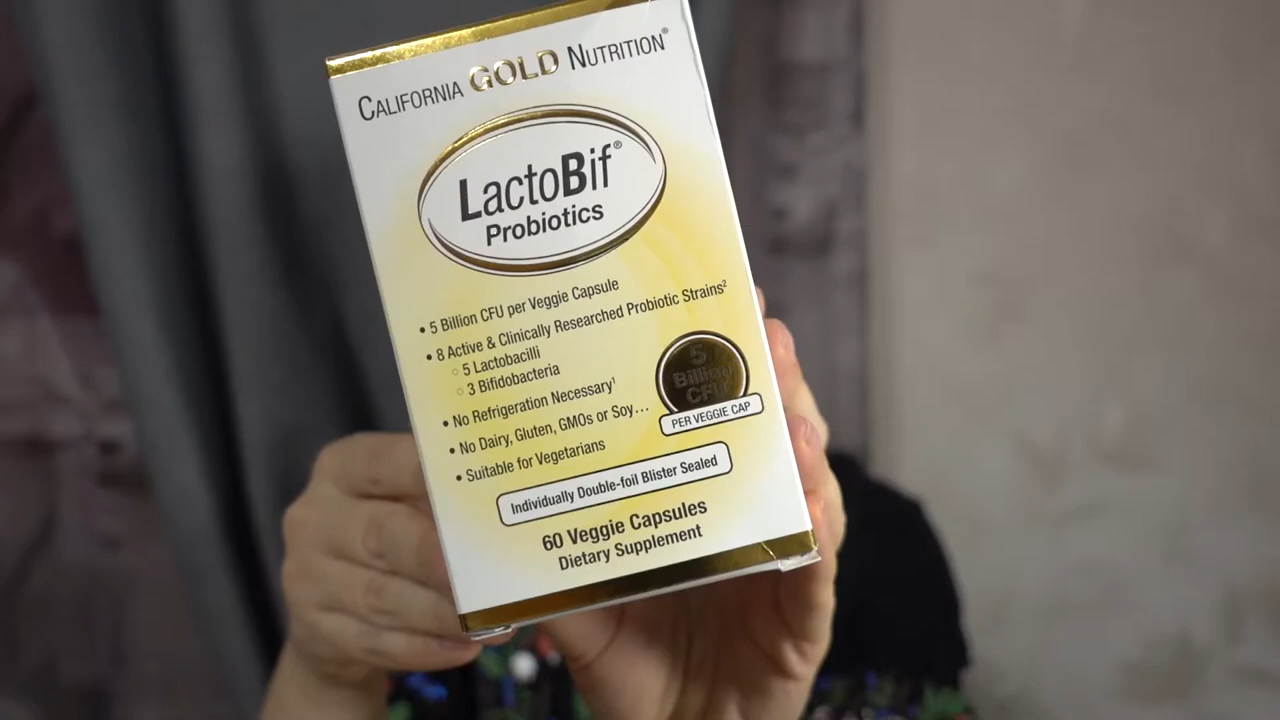 CALIFORNIA GOLD NUTRITION®
LactoBif®
Probiotics
• 5 Billion CFU per Veggie Capsule
• 8 Active & Clinically Researched Probiotic Strains²
○ 5 Lactobacilli
○ 3 Bifidobacteria
• No Refrigeration Necessary¹
• No Dairy, Gluten, GMOs or Soy...
• Suitable for Vegetarians
5
Billion
CFU
PER VEGGIE CAP
Individually Double-foil Blister Sealed
60 Veggie Capsules
Dietary Supplement